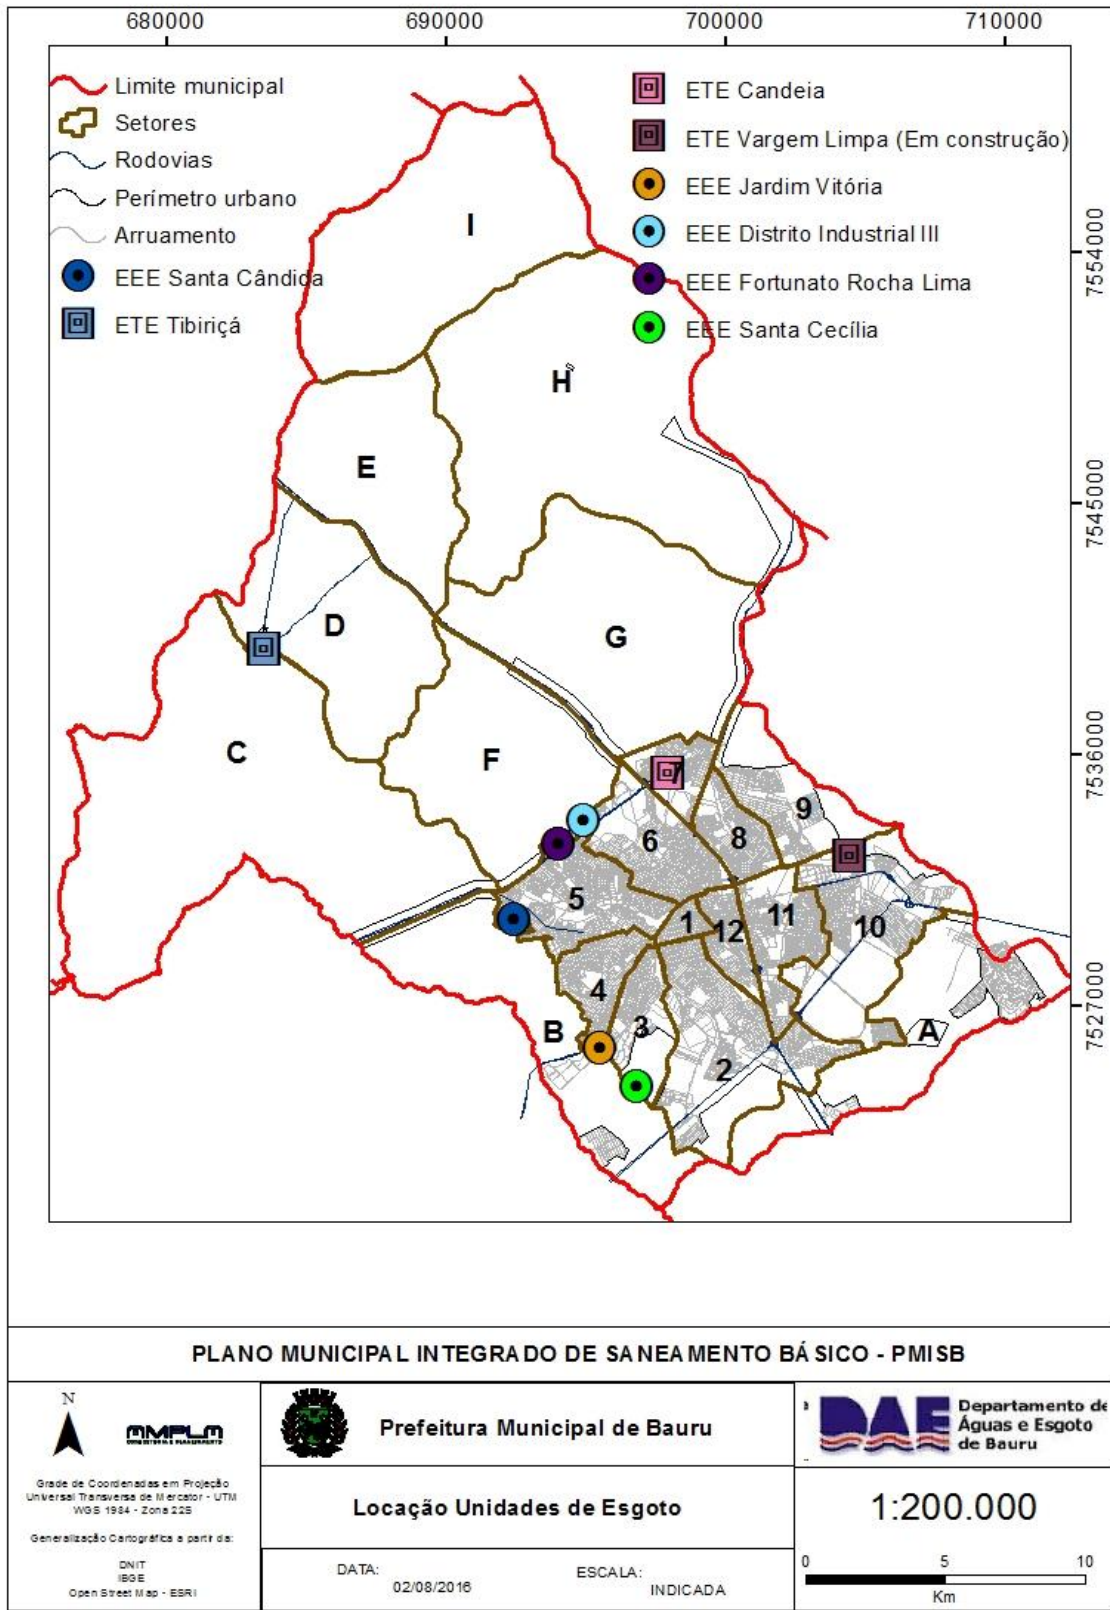 680000
690000
700000
710000
Limite municipal
Setores
Rodovias
Perímetro urbano
Arruamento
EEE Santa Cândida
ETE Tibiriçá
ETE Candeia
ETE Vargem Limpa (Em construção)
EEE Jardim Vitória
EEE Distrito Industrial III
EEE Fortunato Rocha Lima
EEE Santa Cecília
7554000
7545000
7536000
7527000
I
H
E
D
G
C
F
7
9
6
8
5
1
12
11
10
4
3
B
A
2
PLANO MUNICIPAL INTEGRADO DE SANEAMENTO BÁSICO - PMISB
N
MMPLM
Grade de Coordenadas em Projeção
Universal Transversa de Mercator - UTM
WGS 1984 - Zona 22S
Generalização Cartográfica a partir da:
DNIT
IBGE
Open Street Map - ESRI
Prefeitura Municipal de Bauru
Locação Unidades de Esgoto
DATA:
02/08/2016
ESCALA:
INDICADA
DAE
Departamento de
Águas e Esgoto
de Bauru
1:200.000
0 5 10
Km